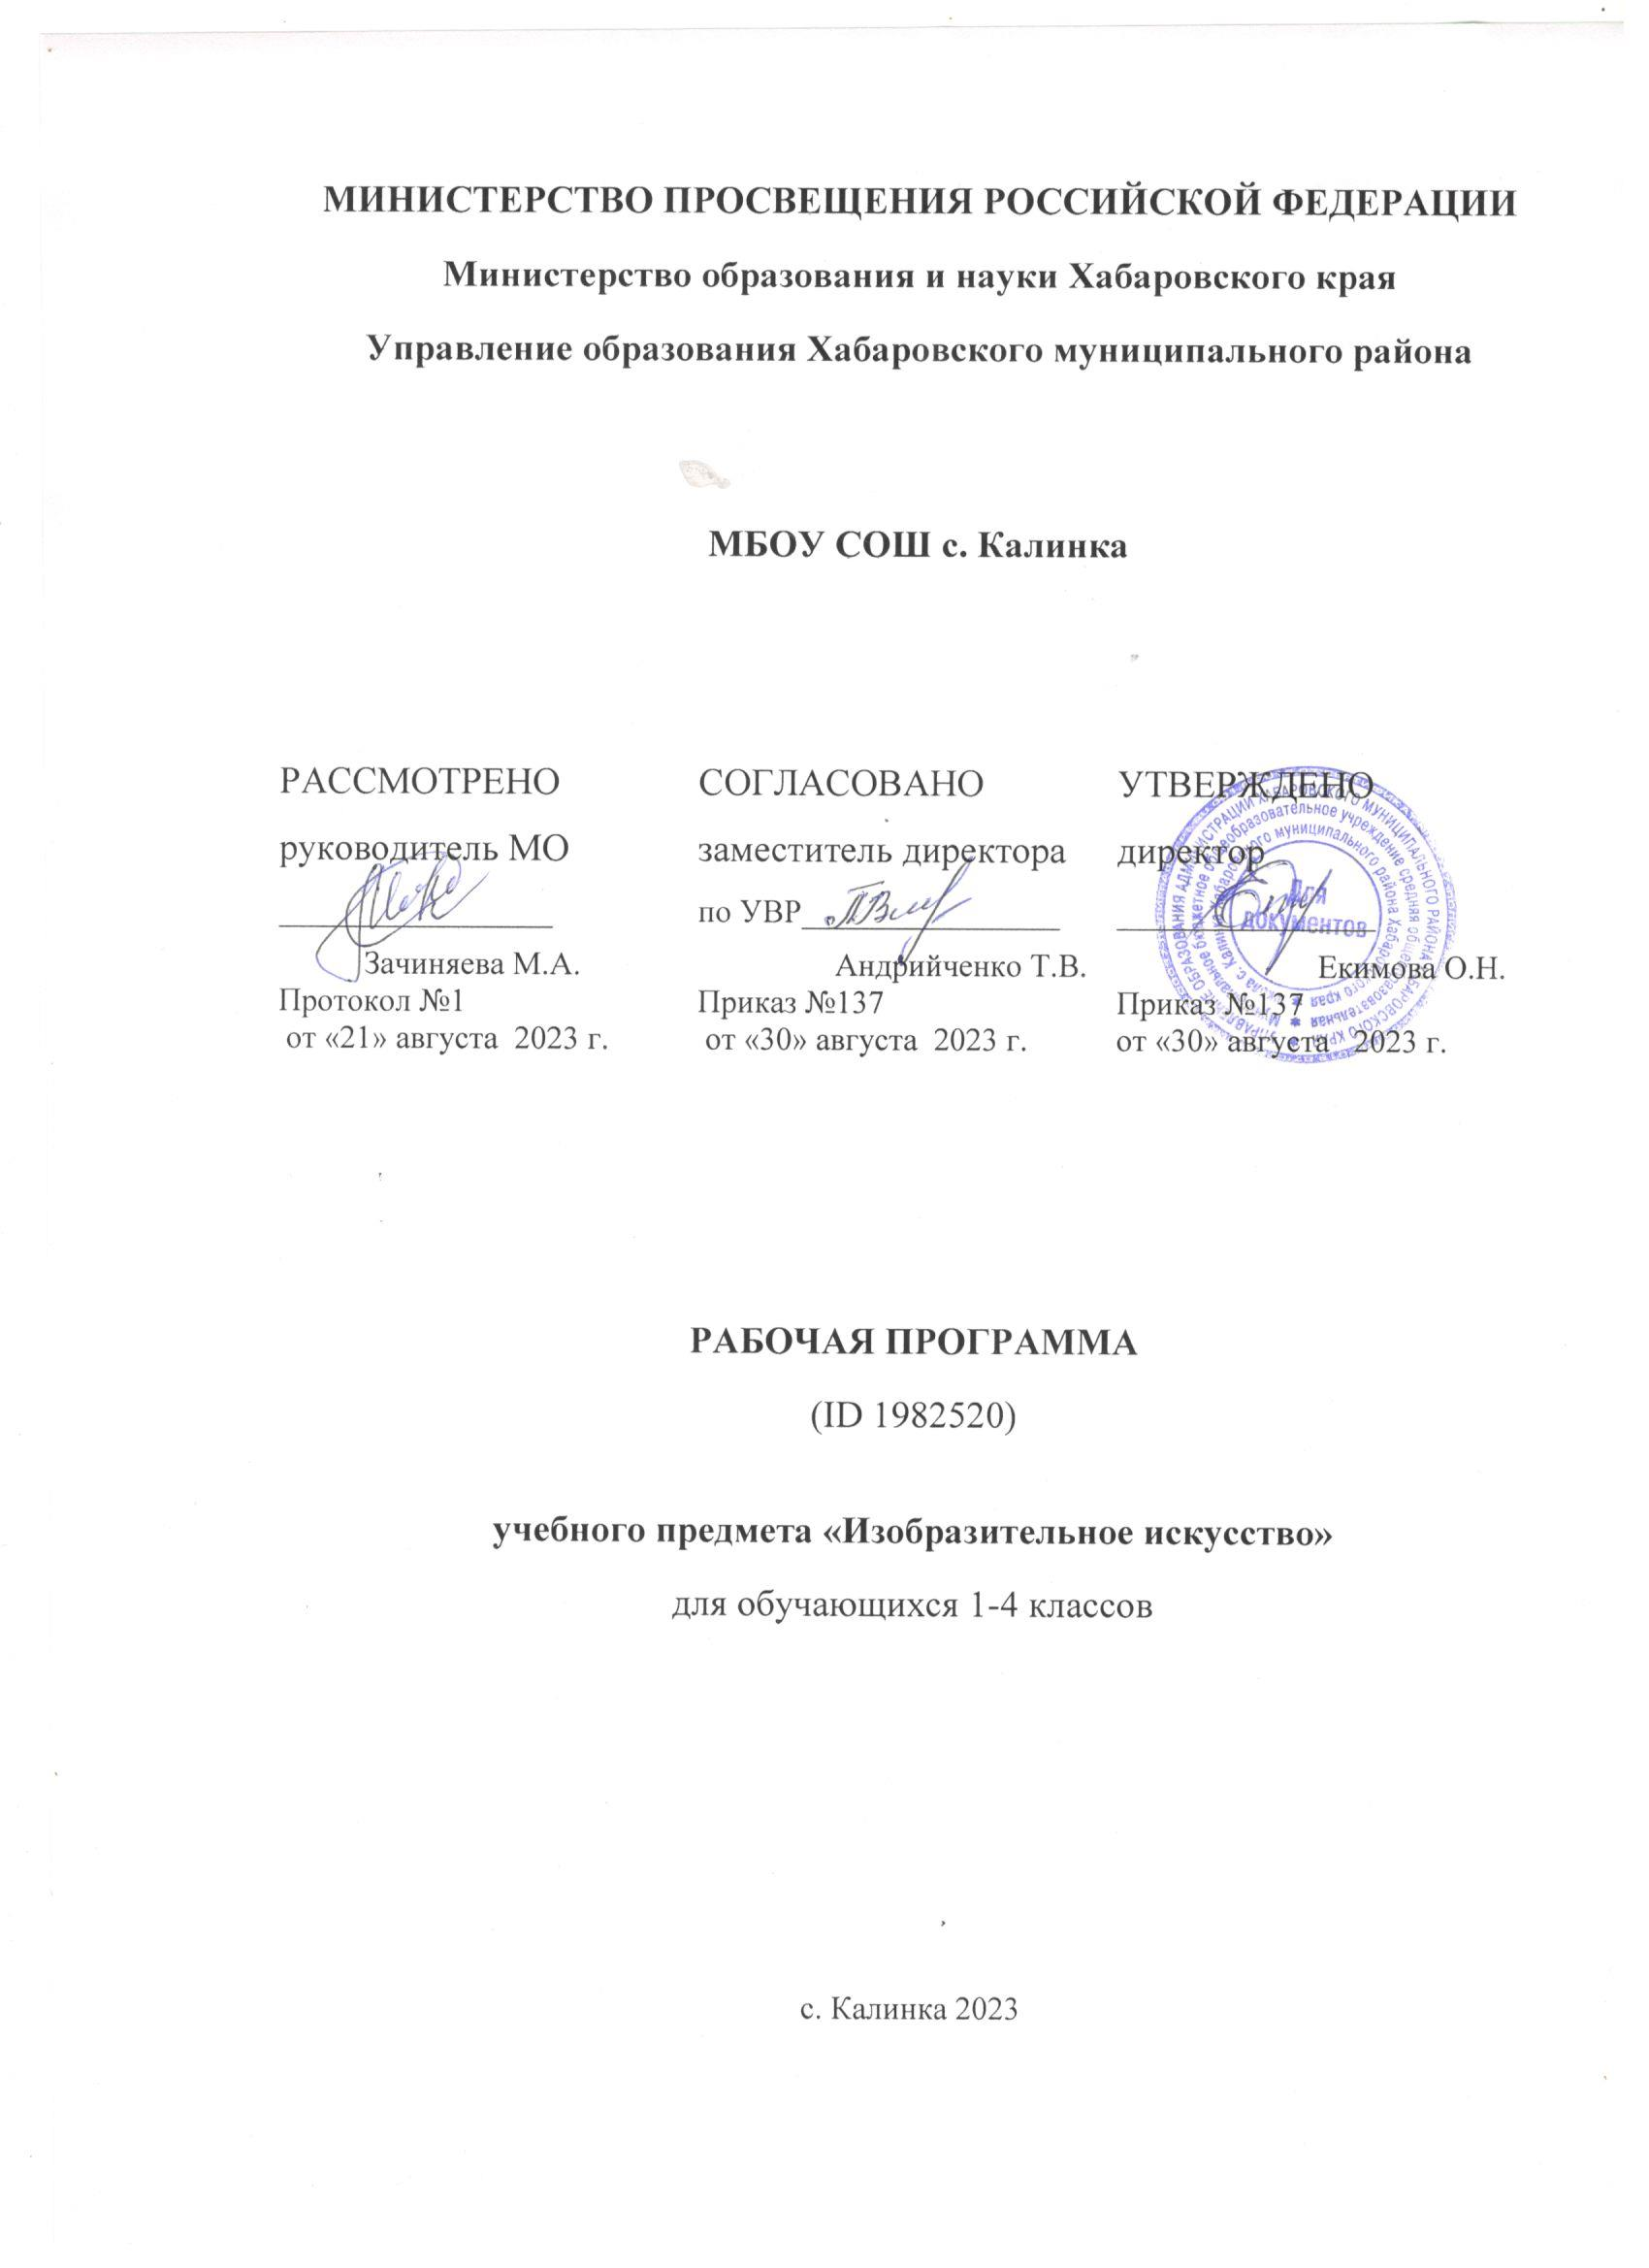 МИНИСТЕРСТВО ПРОСВЕЩЕНИЯ РОССИЙСКОЙ ФЕДЕРАЦИИ
Министерство образования и науки Хабаровского края
Управление образования Хабаровского муниципального района
МБОУ СОШ с. Калинка
РАССМОТРЕНО
руководитель МО
Зачиняева М.А.
Протокол №1
от «21» августа 2023 г.
СОГЛАСОВАНО
заместитель директора
по УВР
Андрийченко Т.В.
Приказ №137
от «30» августа 2023 г.
УТВЕРЖДЕНО
директор
Екимова О.Н.
Приказ №137
от «30» августа 2023 г.
Для
документов
РАБОЧАЯ ПРОГРАММА
(ID 1982520)
учебного предмета «Изобразительное искусство»
для обучающихся 1-4 классов
с. Калинка 2023